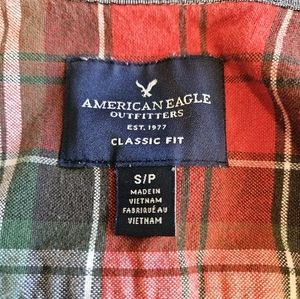 AMERICAN EAGLE
OUTFITTERS
EST. 1977
CLASSIC FIT
S/P
MADE IN
VIETNAM
FABRIQUÉ AU
VIETNAM